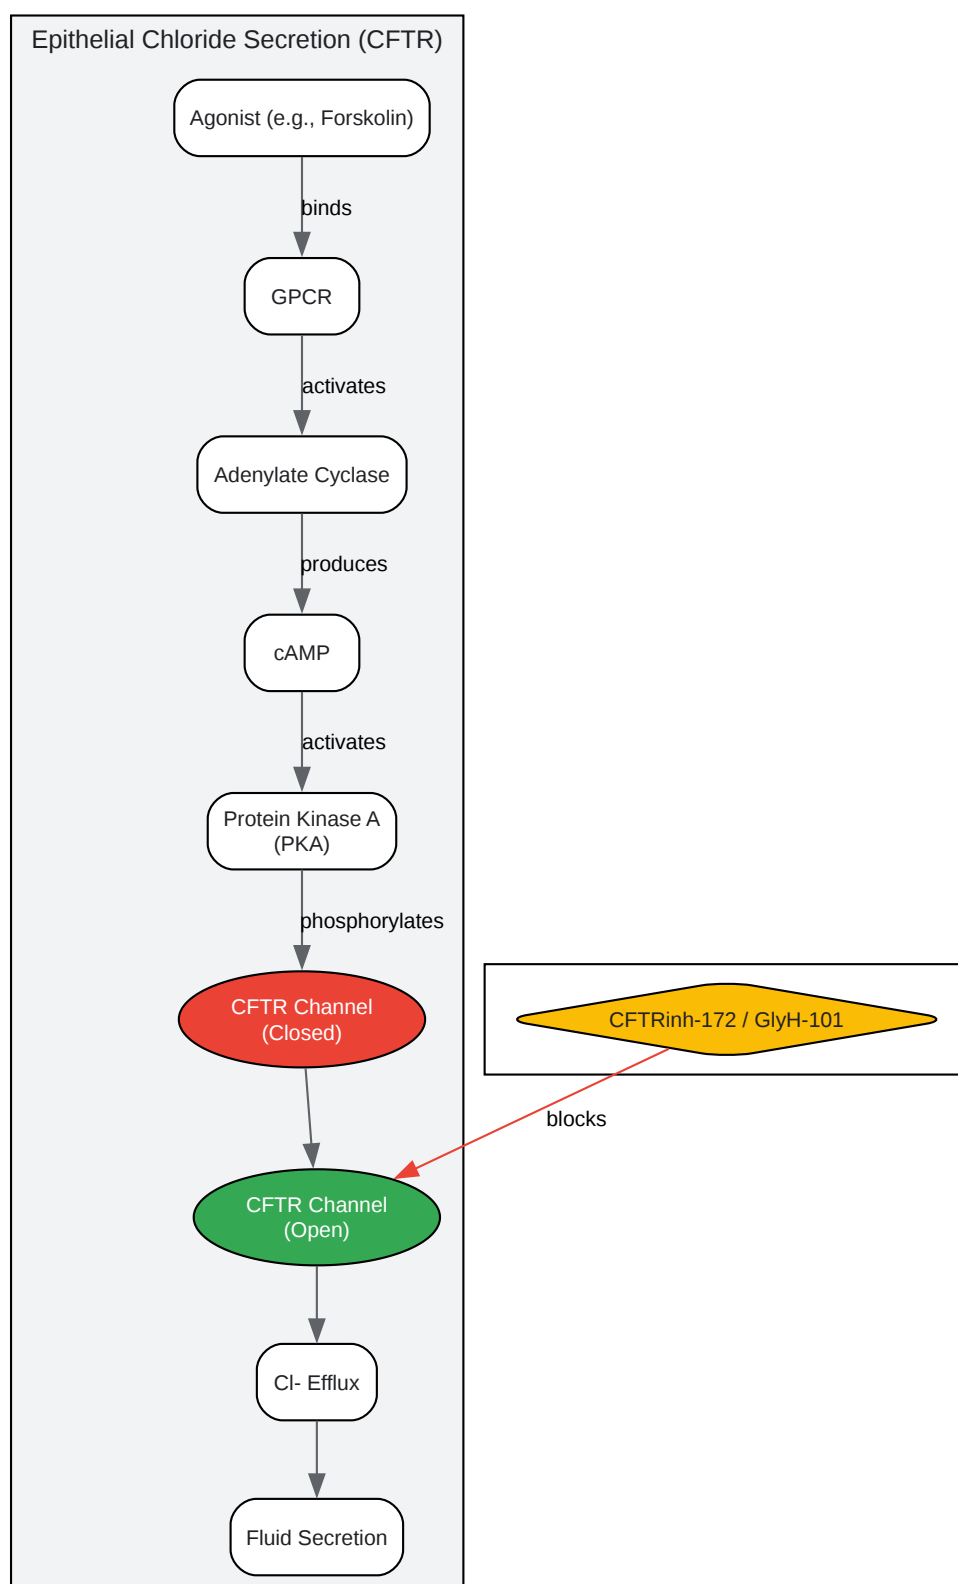 Epithelial Chloride Secretion (CFTR)
Agonist (e.g., Forskolin)
binds
GPCR
activates
Adenylate Cyclase
produces
cAMP
activates
Protein Kinase A
(PKA)
phosphorylates
CFTR Channel
(Closed)
CFTRinh-172 / GlyH-101
blocks
CFTR Channel
(Open)
Cl- Efflux
Fluid Secretion